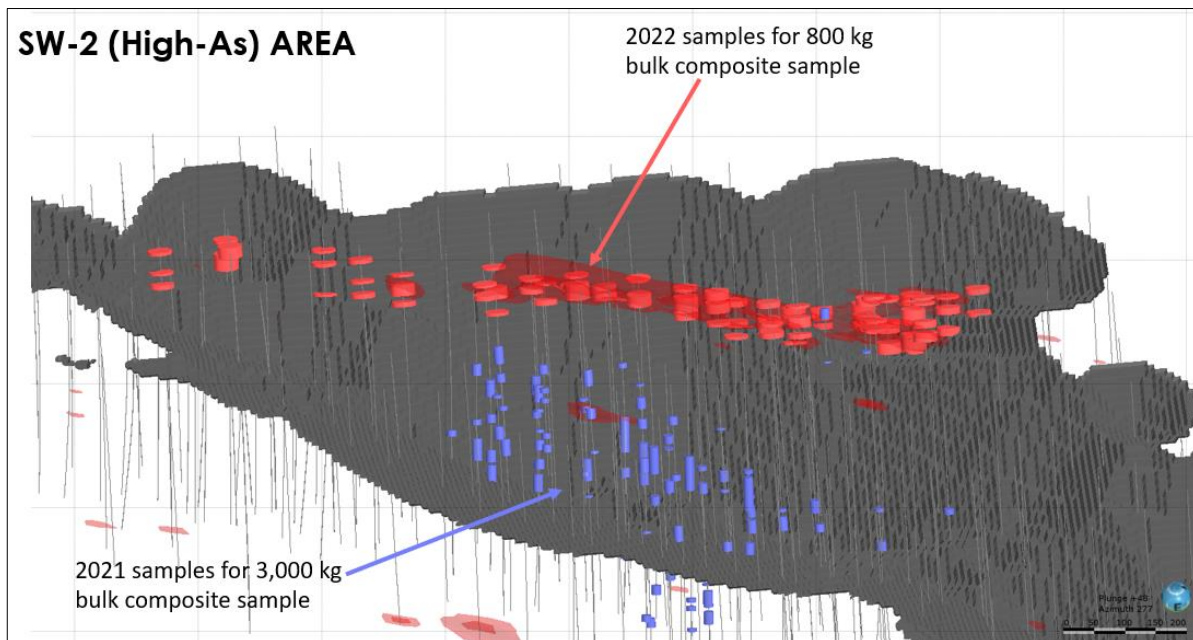 SW-2 (High-As) AREA
2022 samples for 800 kg
bulk composite sample
2021 samples for 3,000 kg
bulk composite sample
Plunge +48
Azimuth 277
0 50 100 150 200